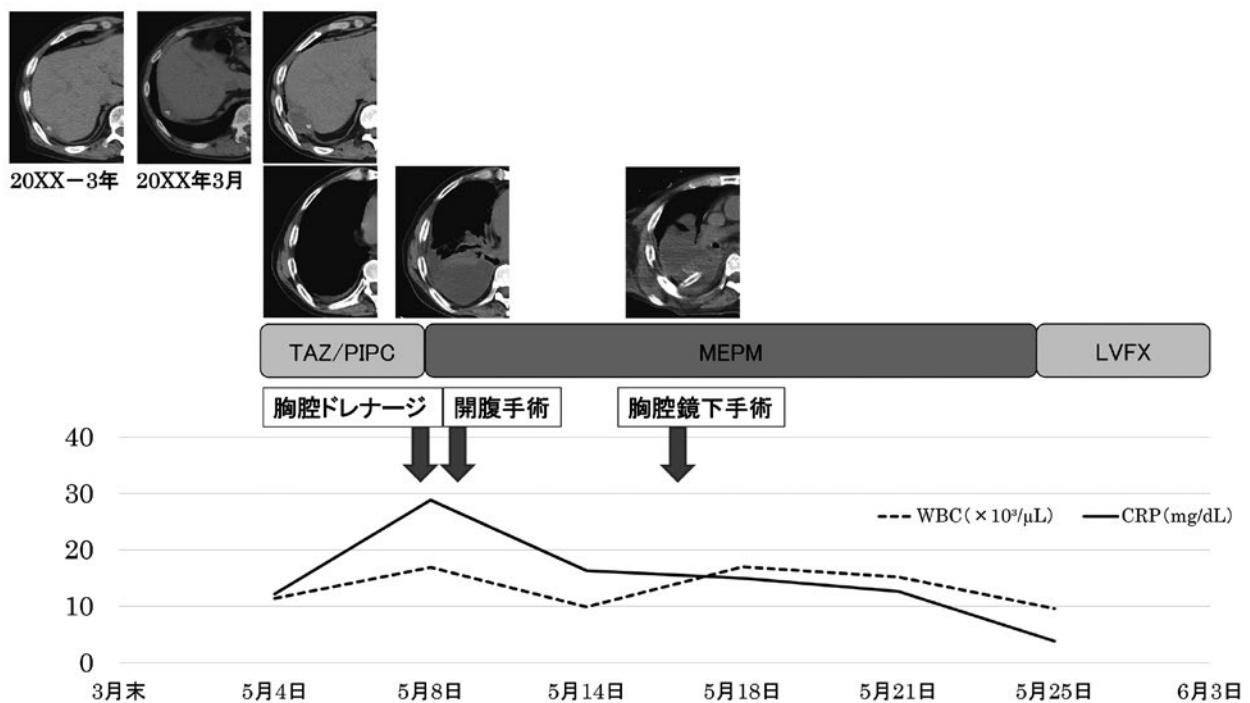 20XX－3年 20XX年3月
TAZ/PIPC MEPM LVFX
胸腔ドレナージ 開腹手術 胸腔鏡下手術
40
30
WBC(×10³/μL) CRP(mg/dL)
20
10
0
3月末 5月4日 5月8日 5月14日 5月18日 5月21日 5月25日 6月3日